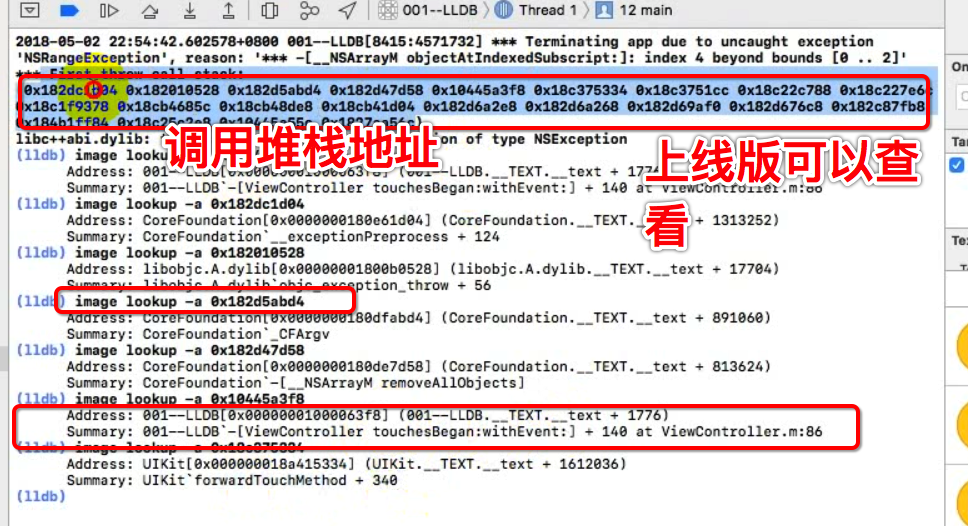 001--LLDB Thread 1 12 main
2018-05-02 22:54:42.602578+0800 001--LLDB[8415:4571732] *** Terminating app due to uncaught exception
'NSRangeException', reason: '*** -[__NSArrayM objectAtIndexedSubscript:]: index 4 beyond bounds [0 .. 2]'
*** First throw call stack:
(0x182dc1d04 0x182010528 0x182d5abd4 0x182d47d58 0x10445a3f8 0x18c375334 0x18c3751cc 0x18c22c788 0x18c227e6c
0x18c1f9378 0x18cb4685c 0x18cb48de8 0x18cb41d04 0x182d6a2e8 0x182d6a268 0x182d69af0 0x182d676c8 0x182c87fb8
0x184b1ff84 0x18c25c2e8 0x10445a55c 0x1827ca56c)
libc++abi.dylib: of type NSException
调用堆栈地址
上线版可以查
看
(lldb) image lookup
Address: 001--LLDB (001--LLDB.__TEXT.__text + 1776)
Summary: 001--LLDB`-[ViewController touchesBegan:withEvent:] + 140 at ViewController.m:86
(lldb) image lookup -a 0x182dc1d04
Address: CoreFoundation[0x0000000180e61d04] (CoreFoundation.__TEXT.__text + 1313252)
Summary: CoreFoundation`__exceptionPreprocess + 124
(lldb) image lookup -a 0x182010528
Address: libobjc.A.dylib[0x00000001800b0528] (libobjc.A.dylib.__TEXT.__text + 17704)
Summary: libobjc.A.dylib`objc_exception_throw + 56
(lldb) image lookup -a 0x182d5abd4
Address: CoreFoundation[0x0000000180dfabd4] (CoreFoundation.__TEXT.__text + 891060)
Summary: CoreFoundation`_CFArgv
(lldb) image lookup -a 0x182d47d58
Address: CoreFoundation[0x0000000180de7d58] (CoreFoundation.__TEXT.__text + 813624)
Summary: CoreFoundation`-[__NSArrayM removeAllObjects]
(lldb) image lookup -a 0x10445a3f8
Address: 001--LLDB[0x00000001000063f8] (001--LLDB.__TEXT.__text + 1776)
Summary: 001--LLDB`-[ViewController touchesBegan:withEvent:] + 140 at ViewController.m:86
(lldb) image lookup -a 0x18c375334
Address: UIKit[0x000000018a415334] (UIKit.__TEXT.__text + 1612036)
Summary: UIKit`forwardTouchMethod + 340
(lldb)
On
Tar
Te